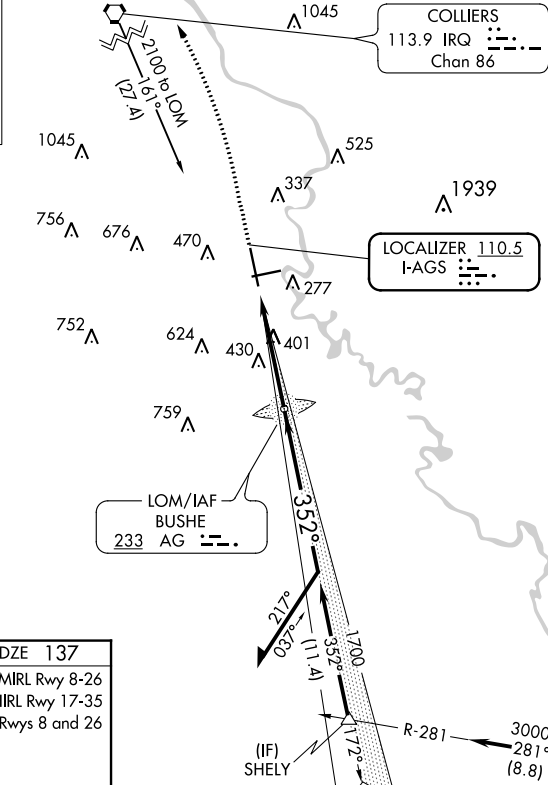 1045
COLLIERS
113.9 IRQ
Chan 86
2100 to LOM
161°
(27.4)
1045
525
337
1939
756
676
470
LOCALIZER 110.5
I-AGS
277
752
624
430
401
759
LOM/IAF
BUSHE
233 AG
352°
217°
037°
(11.4)
352°
1700
DZE 137
MIRL Rwy 8-26
HIRL Rwy 17-35
Rwys 8 and 26
(IF)
SHELY
172°
R-281
3000
281°
(8.8)